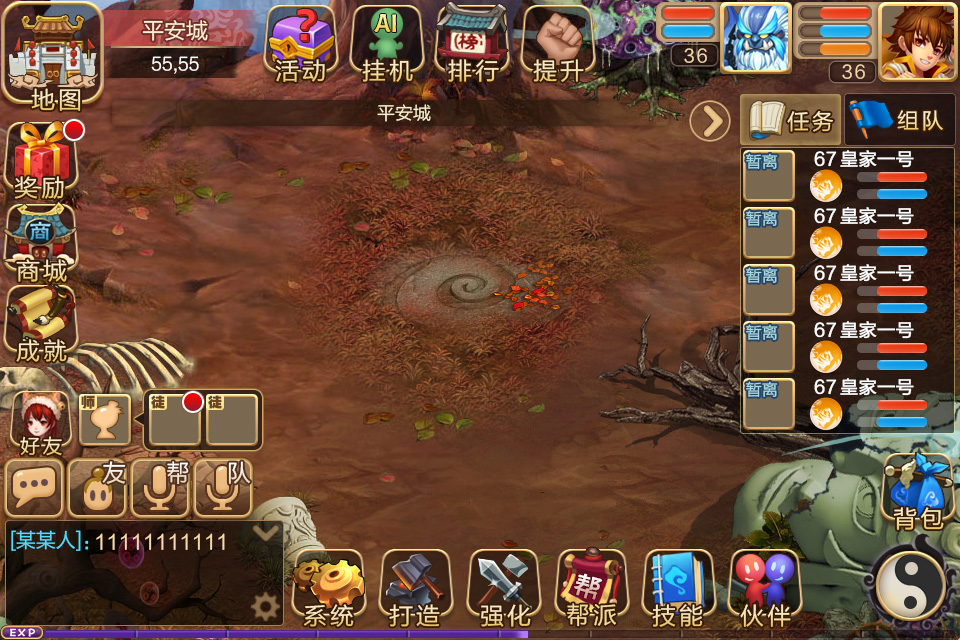 地图
平安城
55,55
活动
AI
挂机
榜
排行
提升
36
36
平安城
任务
组队
奖励
商
商城
成就
暂离
67 皇家一号
暂离
67 皇家一号
暂离
67 皇家一号
暂离
67 皇家一号
暂离
67 皇家一号
好友
师
徒
徒
友
帮
队
[某某人]: 11111111111
背包
系统
打造
强化
帮
帮派
技能
伙伴
EXP